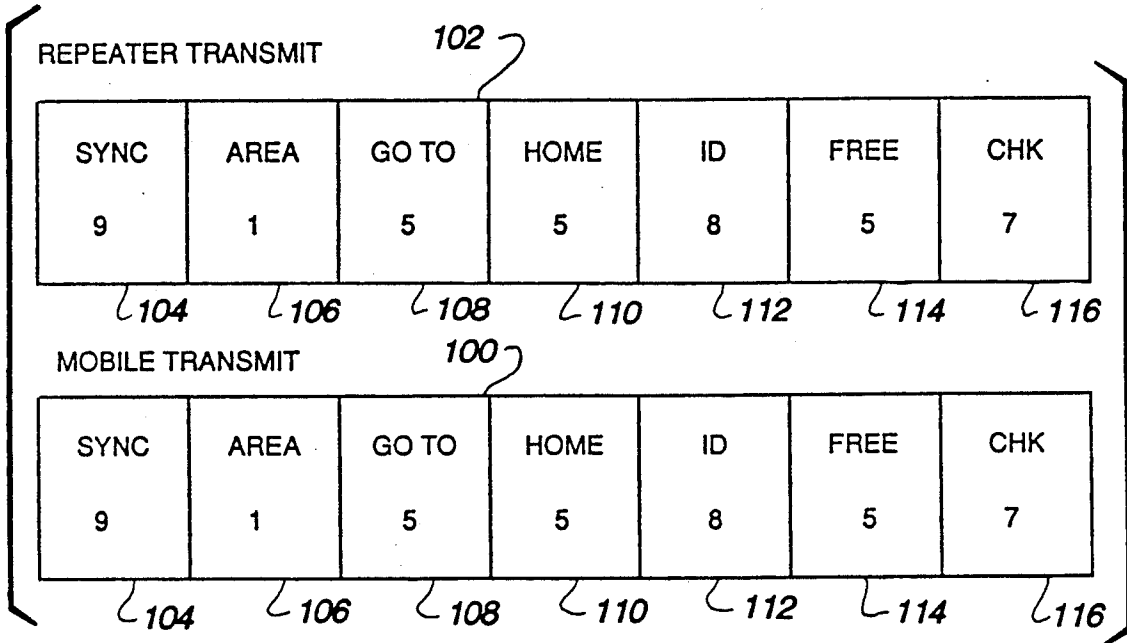 102
REPEATER TRANSMIT
SYNC AREA GO TO HOME ID FREE CHK
9 1 5 5 8 5 7
104 106 108 110 112 114 116
100
MOBILE TRANSMIT
SYNC AREA GO TO HOME ID FREE CHK
9 1 5 5 8 5 7
104 106 108 110 112 114 116